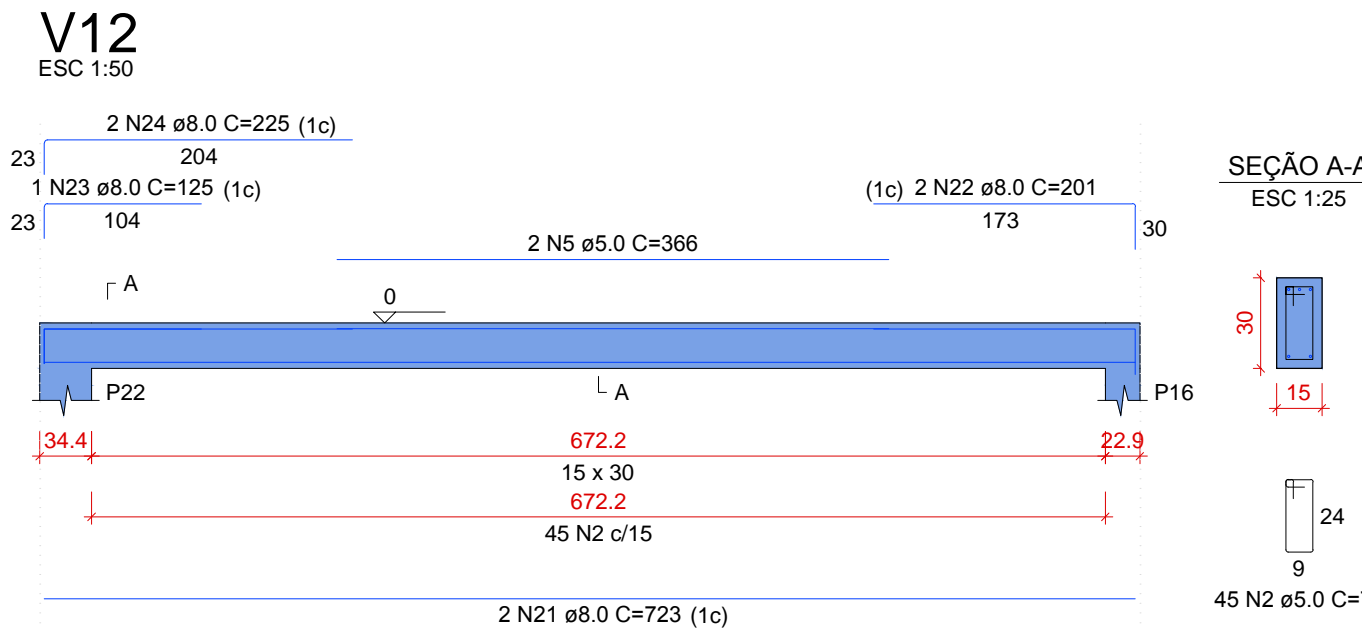 V12
ESC 1:50
2 N24 ø8.0 C=225 (1c)
23
204
1 N23 ø8.0 C=125 (1c)
23
104
(1c) 2 N22 ø8.0 C=201
173
30
2 N5 ø5.0 C=366
A
0
P22
A
P16
34.4
672.2
22.9
15 x 30
672.2
45 N2 c/15
2 N21 ø8.0 C=723 (1c)
SEÇÃO A-A
ESC 1:25
30
15
24
9
45 N2 ø5.0